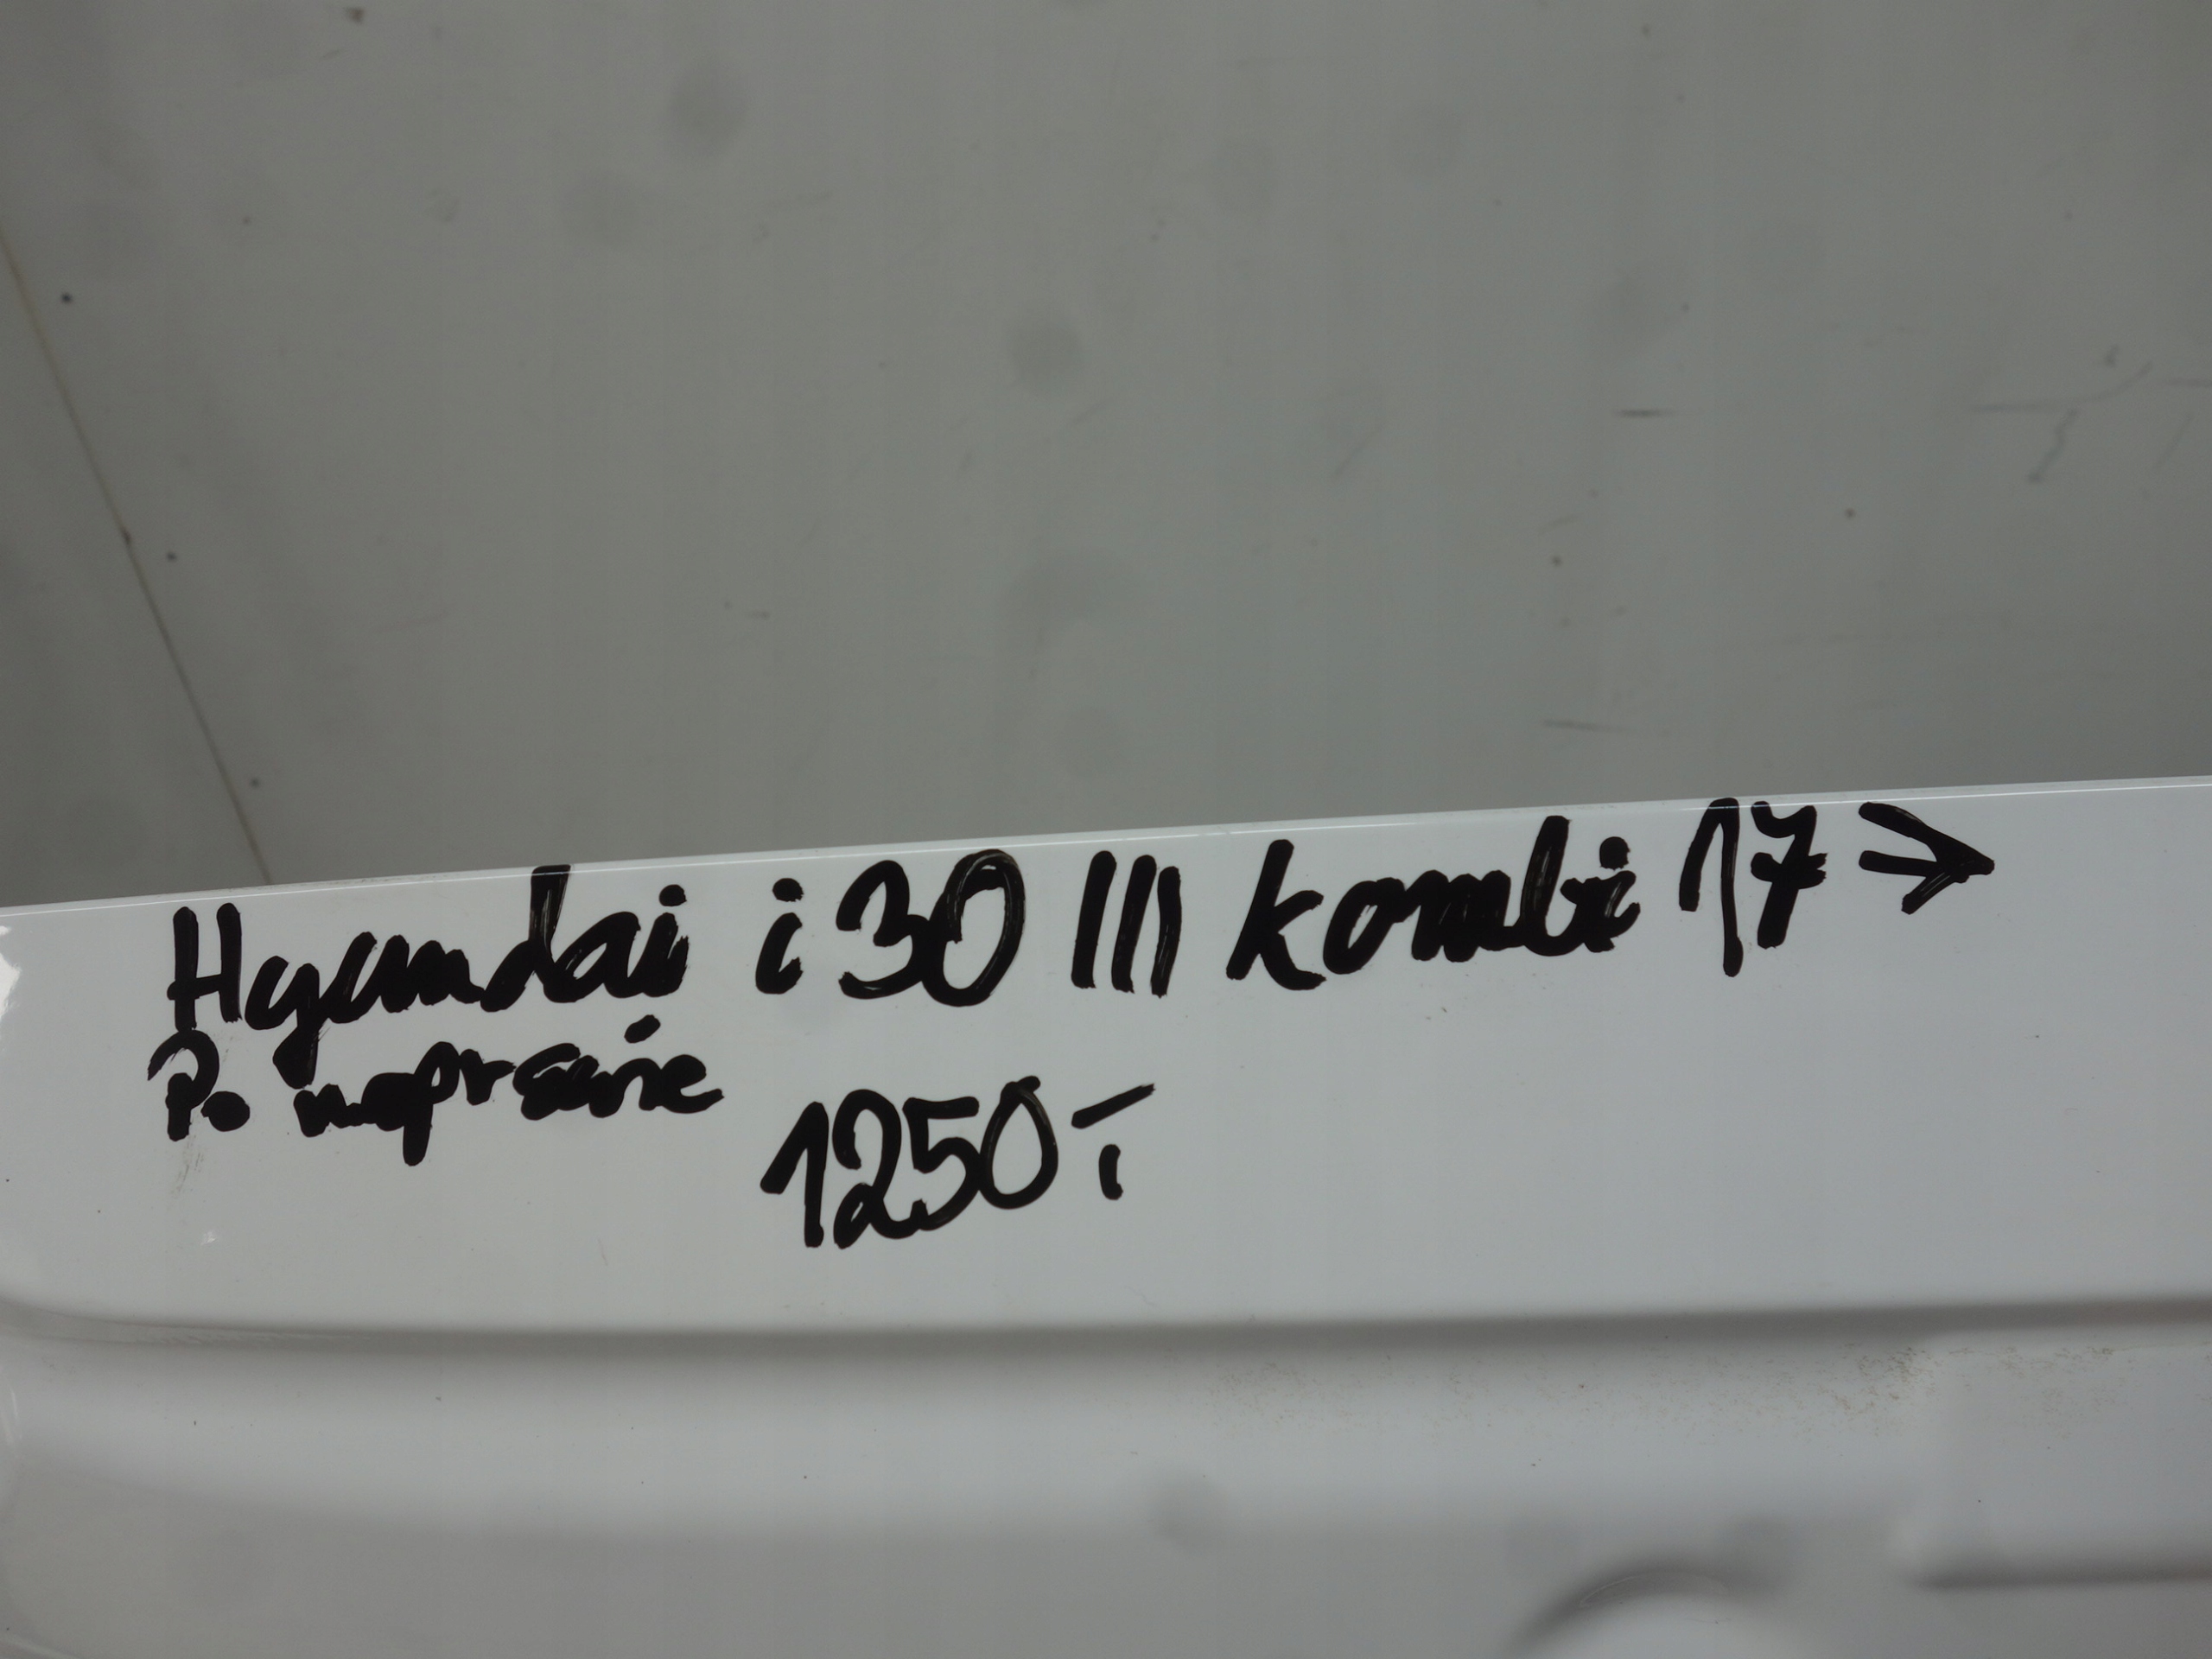 Hyundai i30 III kombi 17->
Po naprawie
1250,-